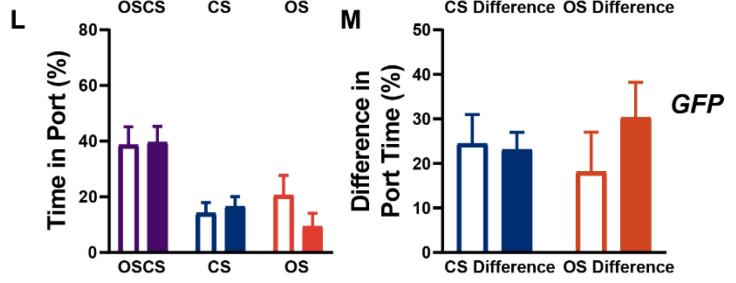 L
OSCS CS OS
Time in Port (%)
80
60
40
20
0
OSCS CS OS
M
CS Difference OS Difference
Difference in
Port Time (%)
50
40
30
20
10
0
CS Difference OS Difference
GFP